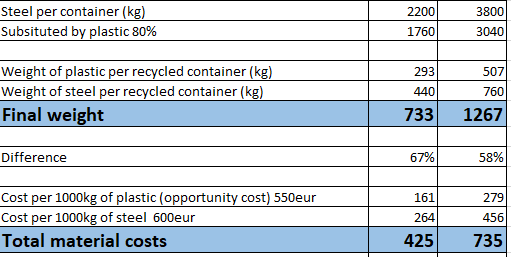 Steel per container (kg) 2200 3800
Subsituted by plastic 80% 1760 3040
Weight of plastic per recycled container (kg) 293 507
Weight of steel per recycled container (kg) 440 760
Final weight 733 1267
Difference 67% 58%
Cost per 1000kg of plastic (opportunity cost) 550eur 161 279
Cost per 1000kg of steel 600eur 264 456
Total material costs 425 735